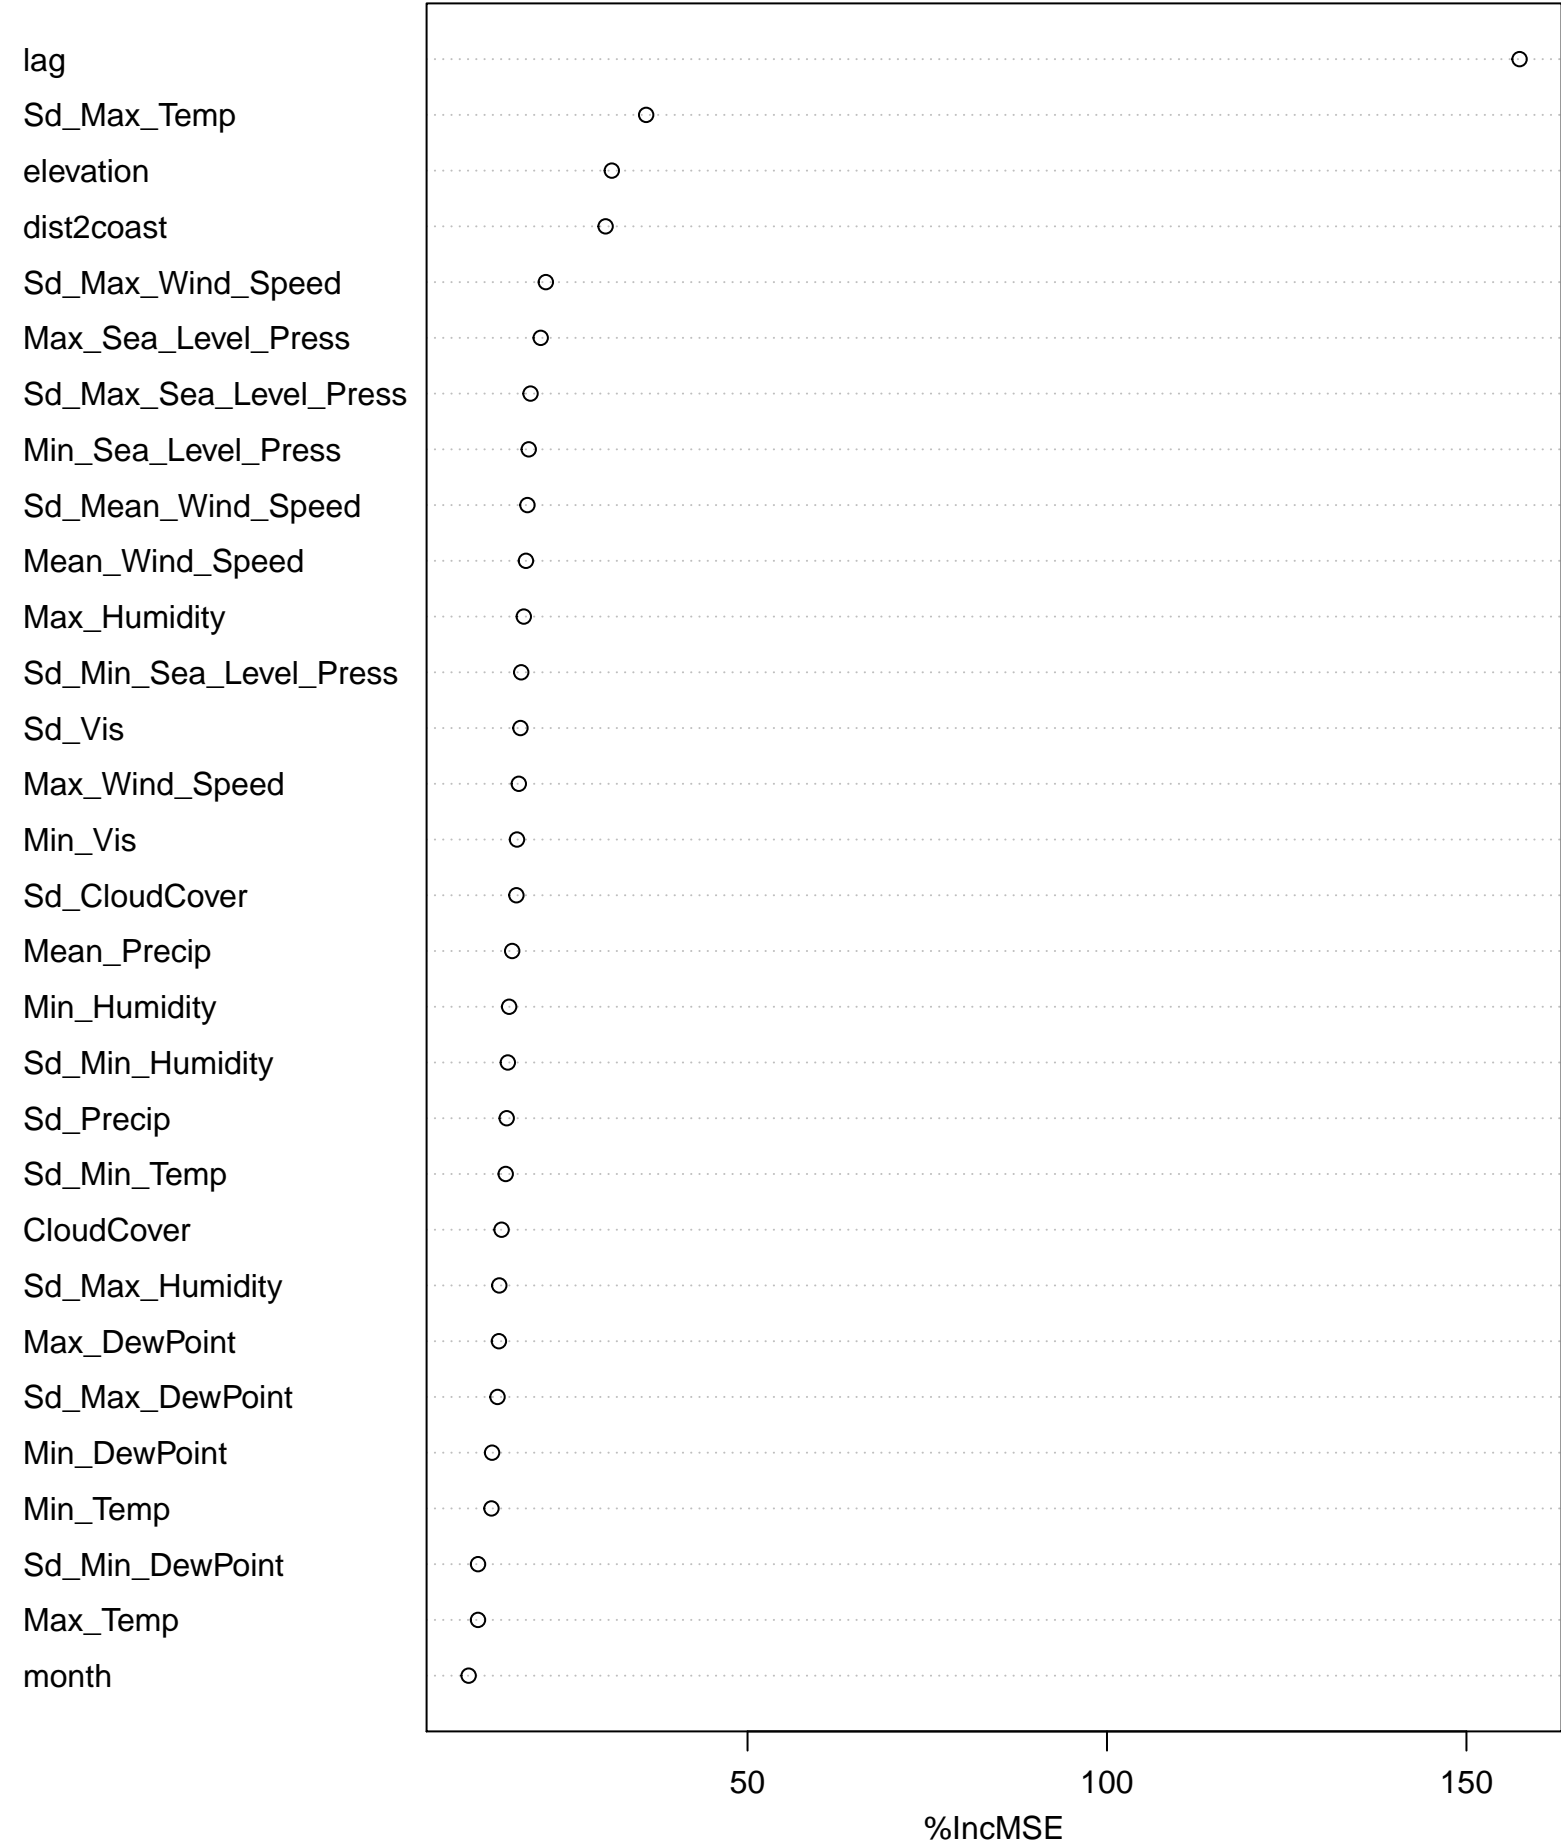 lag
Sd_Max_Temp
elevation
dist2coast
Sd_Max_Wind_Speed
Max_Sea_Level_Press
Sd_Max_Sea_Level_Press
Min_Sea_Level_Press
Sd_Mean_Wind_Speed
Mean_Wind_Speed
Max_Humidity
Sd_Min_Sea_Level_Press
Sd_Vis
Max_Wind_Speed
Min_Vis
Sd_CloudCover
Mean_Precip
Min_Humidity
Sd_Min_Humidity
Sd_Precip
Sd_Min_Temp
CloudCover
Sd_Max_Humidity
Max_DewPoint
Sd_Max_DewPoint
Min_DewPoint
Min_Temp
Sd_Min_DewPoint
Max_Temp
month
50 100 150
%IncMSE